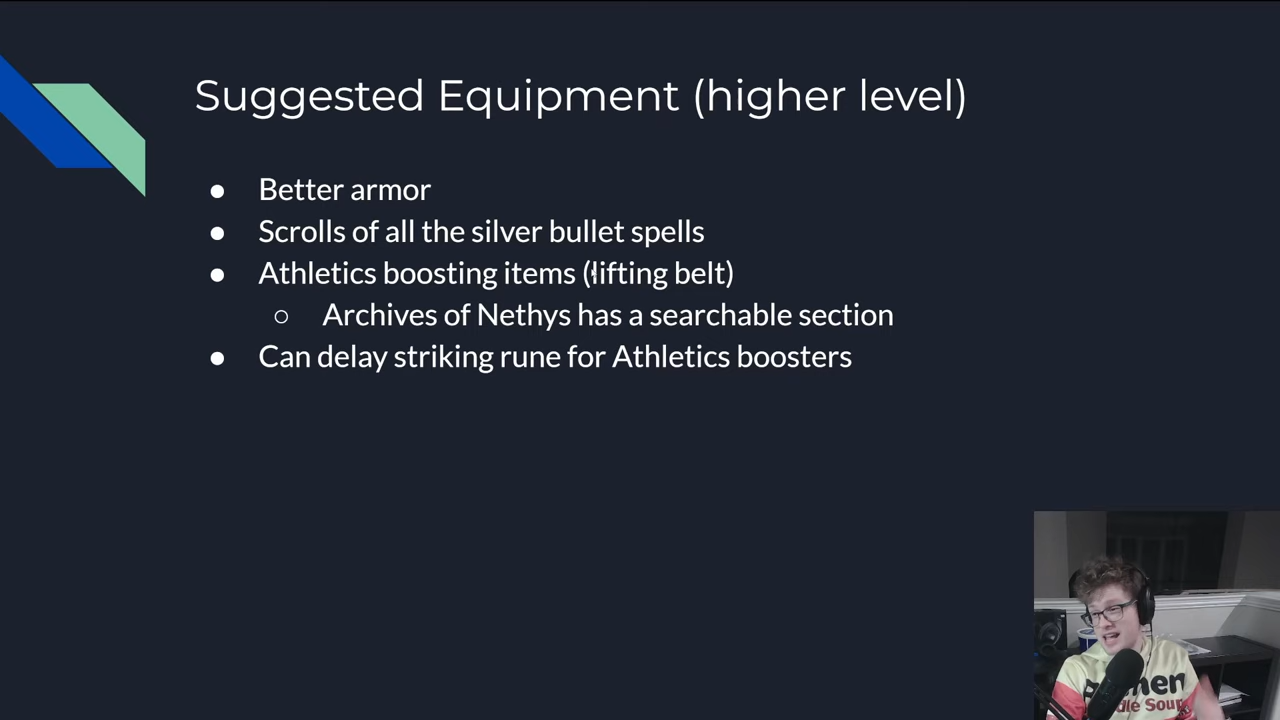 Suggested Equipment (higher level)
● Better armor
● Scrolls of all the silver bullet spells
● Athletics boosting items (lifting belt)
○ Archives of Nethys has a searchable section
● Can delay striking rune for Athletics boosters